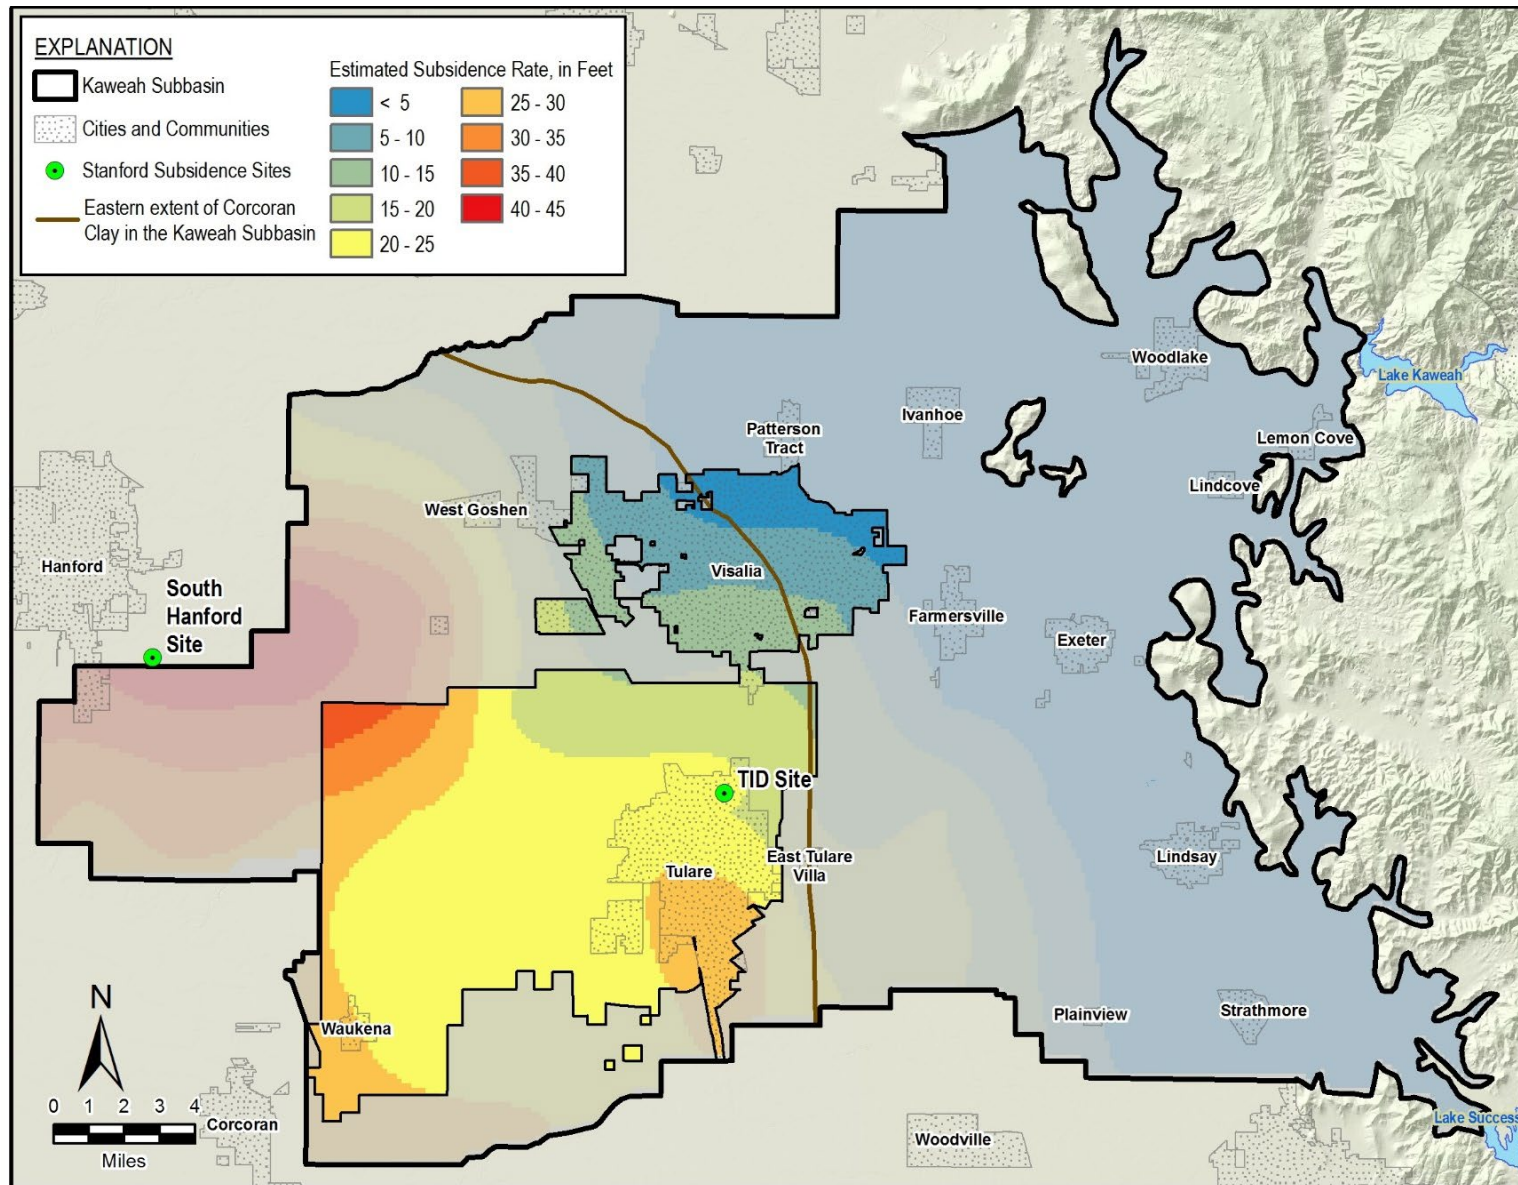 EXPLANATION
Kaweah Subbasin
Cities and Communities
Stanford Subsidence Sites
Eastern extent of Corcoran
Clay in the Kaweah Subbasin
Estimated Subsidence Rate, in Feet
< 5
5 - 10
10 - 15
15 - 20
20 - 25
25 - 30
30 - 35
35 - 40
40 - 45
Woodlake
Lake Kaweah
Ivanhoe
Patterson
Tract
Lemon Cove
Lindcove
West Goshen
Hanford
Visalia
South
Hanford
Site
Farmersville
Exeter
TID Site
East Tulare
Villa
Tulare
Lindsay
Waukena
Plainview
Strathmore
N
0 1 2 3 4
Miles
Corcoran
Woodville
Lake Success